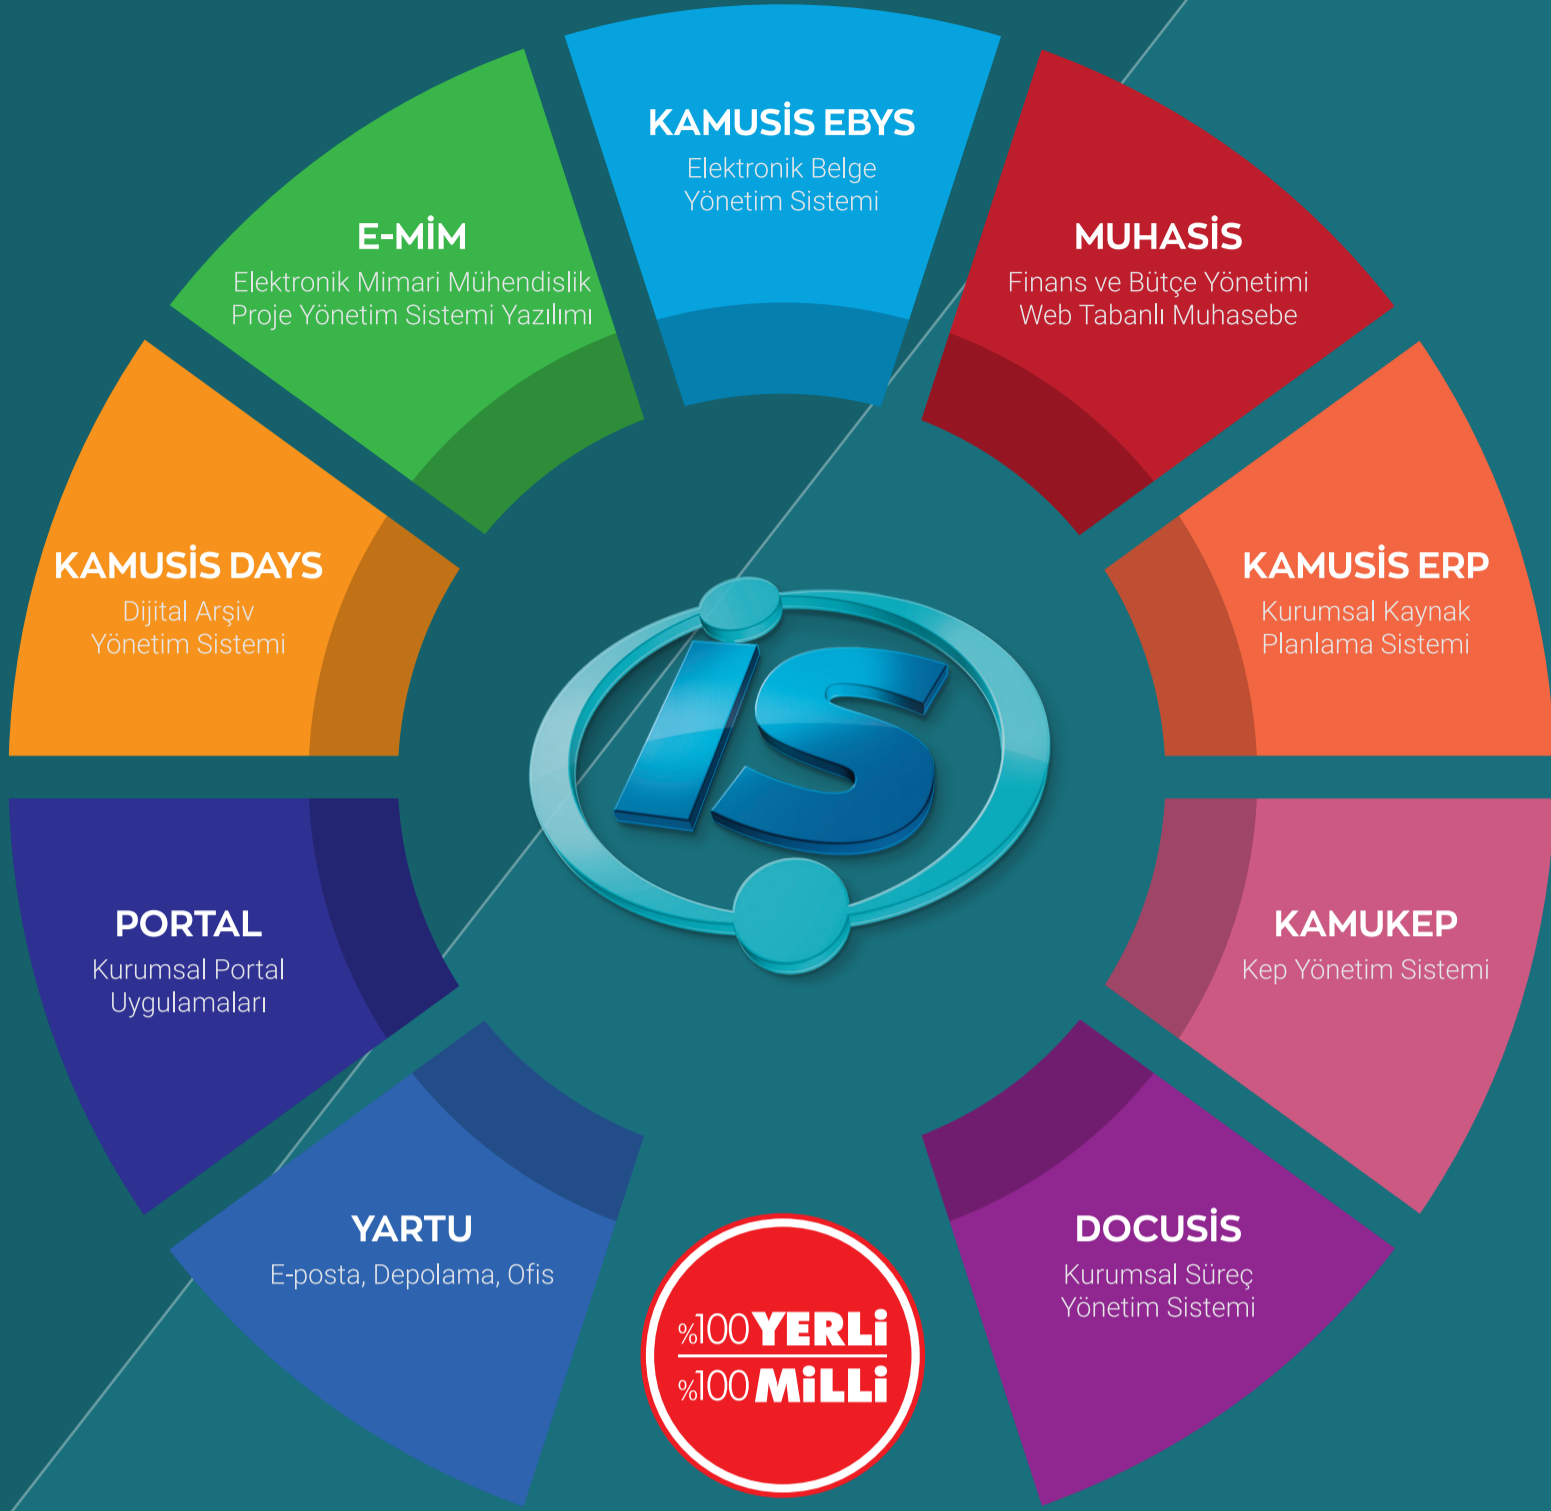 KAMUSİS EBYS
Elektronik Belge
Yönetim Sistemi
E-MİM
Elektronik Mimari Mühendislik
Proje Yönetim Sistemi Yazılımı
MUHASİS
Finans ve Bütçe Yönetimi
Web Tabanlı Muhasebe
KAMUSİS DAYS
Dijital Arşiv
Yönetim Sistemi
KAMUSİS ERP
Kurumsal Kaynak
Planlama Sistemi
İS
PORTAL
Kurumsal Portal
Uygulamaları
KAMUKEP
Kep Yönetim Sistemi
YARTU
E-posta, Depolama, Ofis
DOCUSİS
Kurumsal Süreç
Yönetim Sistemi
%100 YERLi
%100 MiLLi